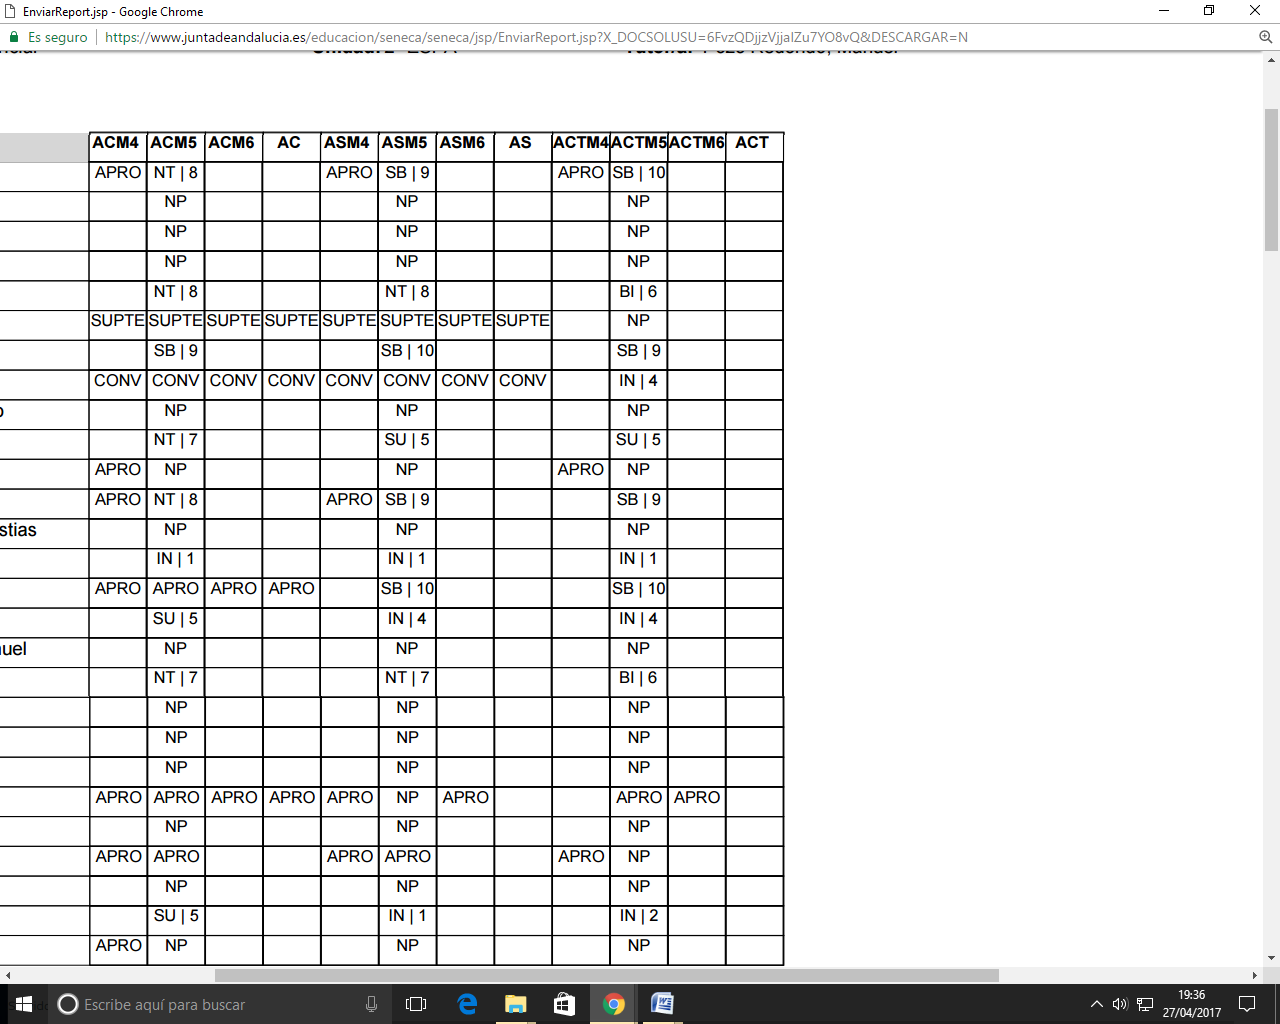 EnviarReport.jsp - Google Chrome
Es seguro | https://www.juntadeandalucia.es/educacion/seneca/seneca/jsp/EnviarReport.jsp?X_DOCSOLUSU=6FvzQDjjzVjjaIZu7YO8vQ&DESCARGAR=N
ACM4 ACM5 ACM6 AC ASM4 ASM5 ASM6 AS ACTM4 ACTM5 ACTM6 ACT
APRO NT | 8 APRO SB | 9 APRO SB | 10
NP NP NP
NP NP NP
NP NP NP
NT | 8 NT | 8 BI | 6
SUPTE SUPTE SUPTE SUPTE SUPTE SUPTE SUPTE SUPTE NP
SB | 9 SB | 10 SB | 9
CONV CONV CONV CONV CONV CONV CONV CONV IN | 4
NP NP NP
NT | 7 SU | 5 SU | 5
APRO NP NP APRO NP
APRO NT | 8 APRO SB | 9 SB | 9
stias NP NP NP
IN | 1 IN | 1 IN | 1
APRO APRO APRO APRO SB | 10 SB | 10
SU | 5 IN | 4 IN | 4
uel NP NP NP
NT | 7 NT | 7 BI | 6
NP NP NP
NP NP NP
NP NP NP
APRO APRO APRO APRO APRO NP APRO APRO APRO
NP NP NP
APRO APRO APRO APRO APRO NP
NP NP NP
SU | 5 IN | 1 IN | 2
APRO NP NP NP
Escribe aquí para buscar
19:36
27/04/2017